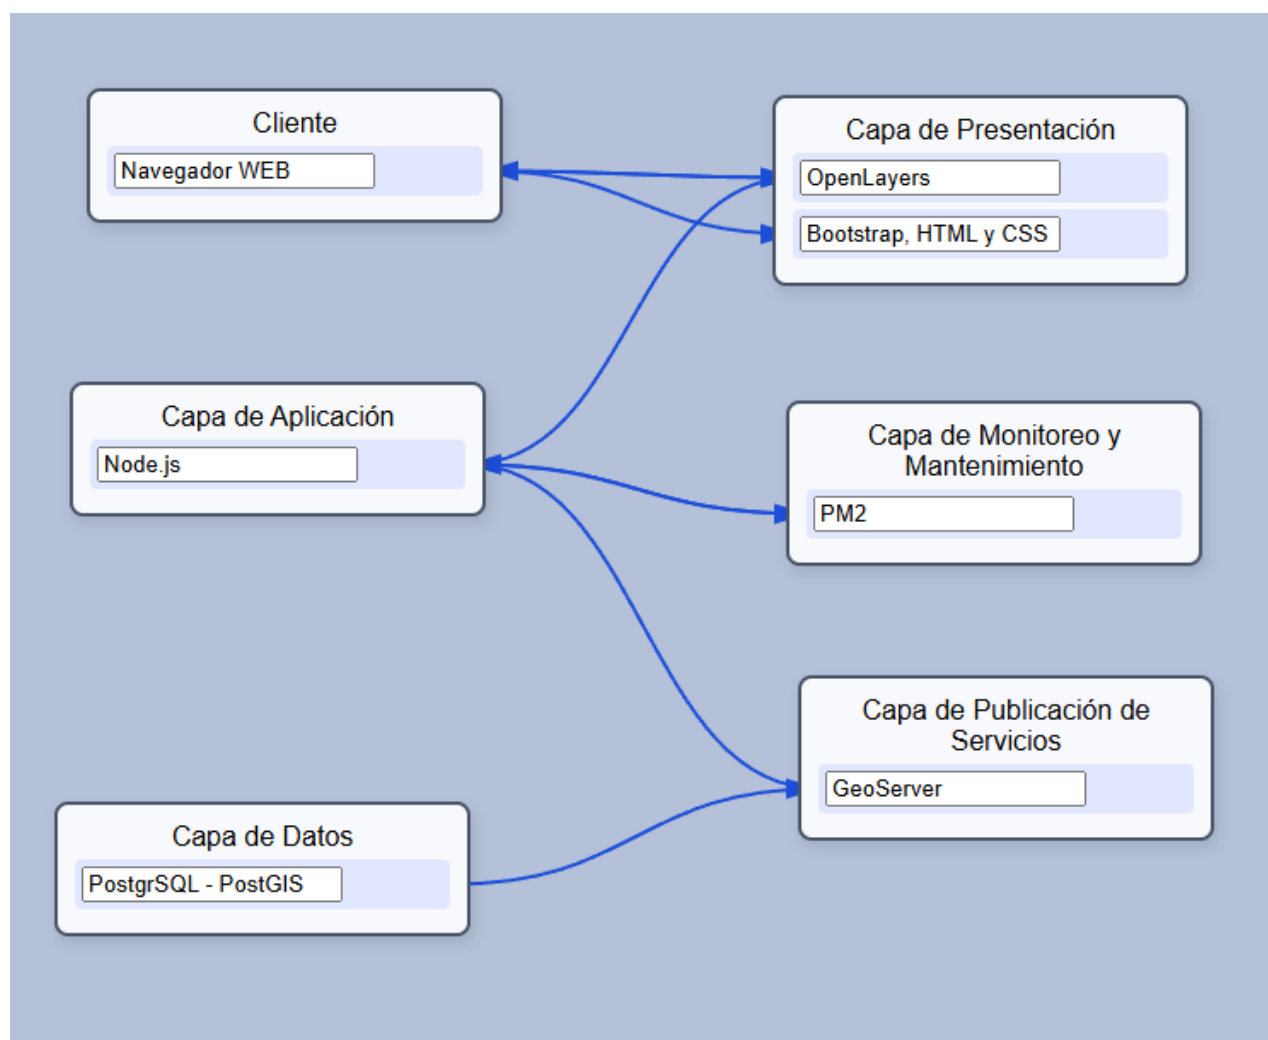 Cliente
Navegador WEB
Capa de Presentación
OpenLayers
Bootstrap, HTML y CSS
Capa de Aplicación
Node.js
Capa de Monitoreo y
Mantenimiento
PM2
Capa de Publicación de
Servicios
GeoServer
Capa de Datos
PostgrSQL - PostGIS